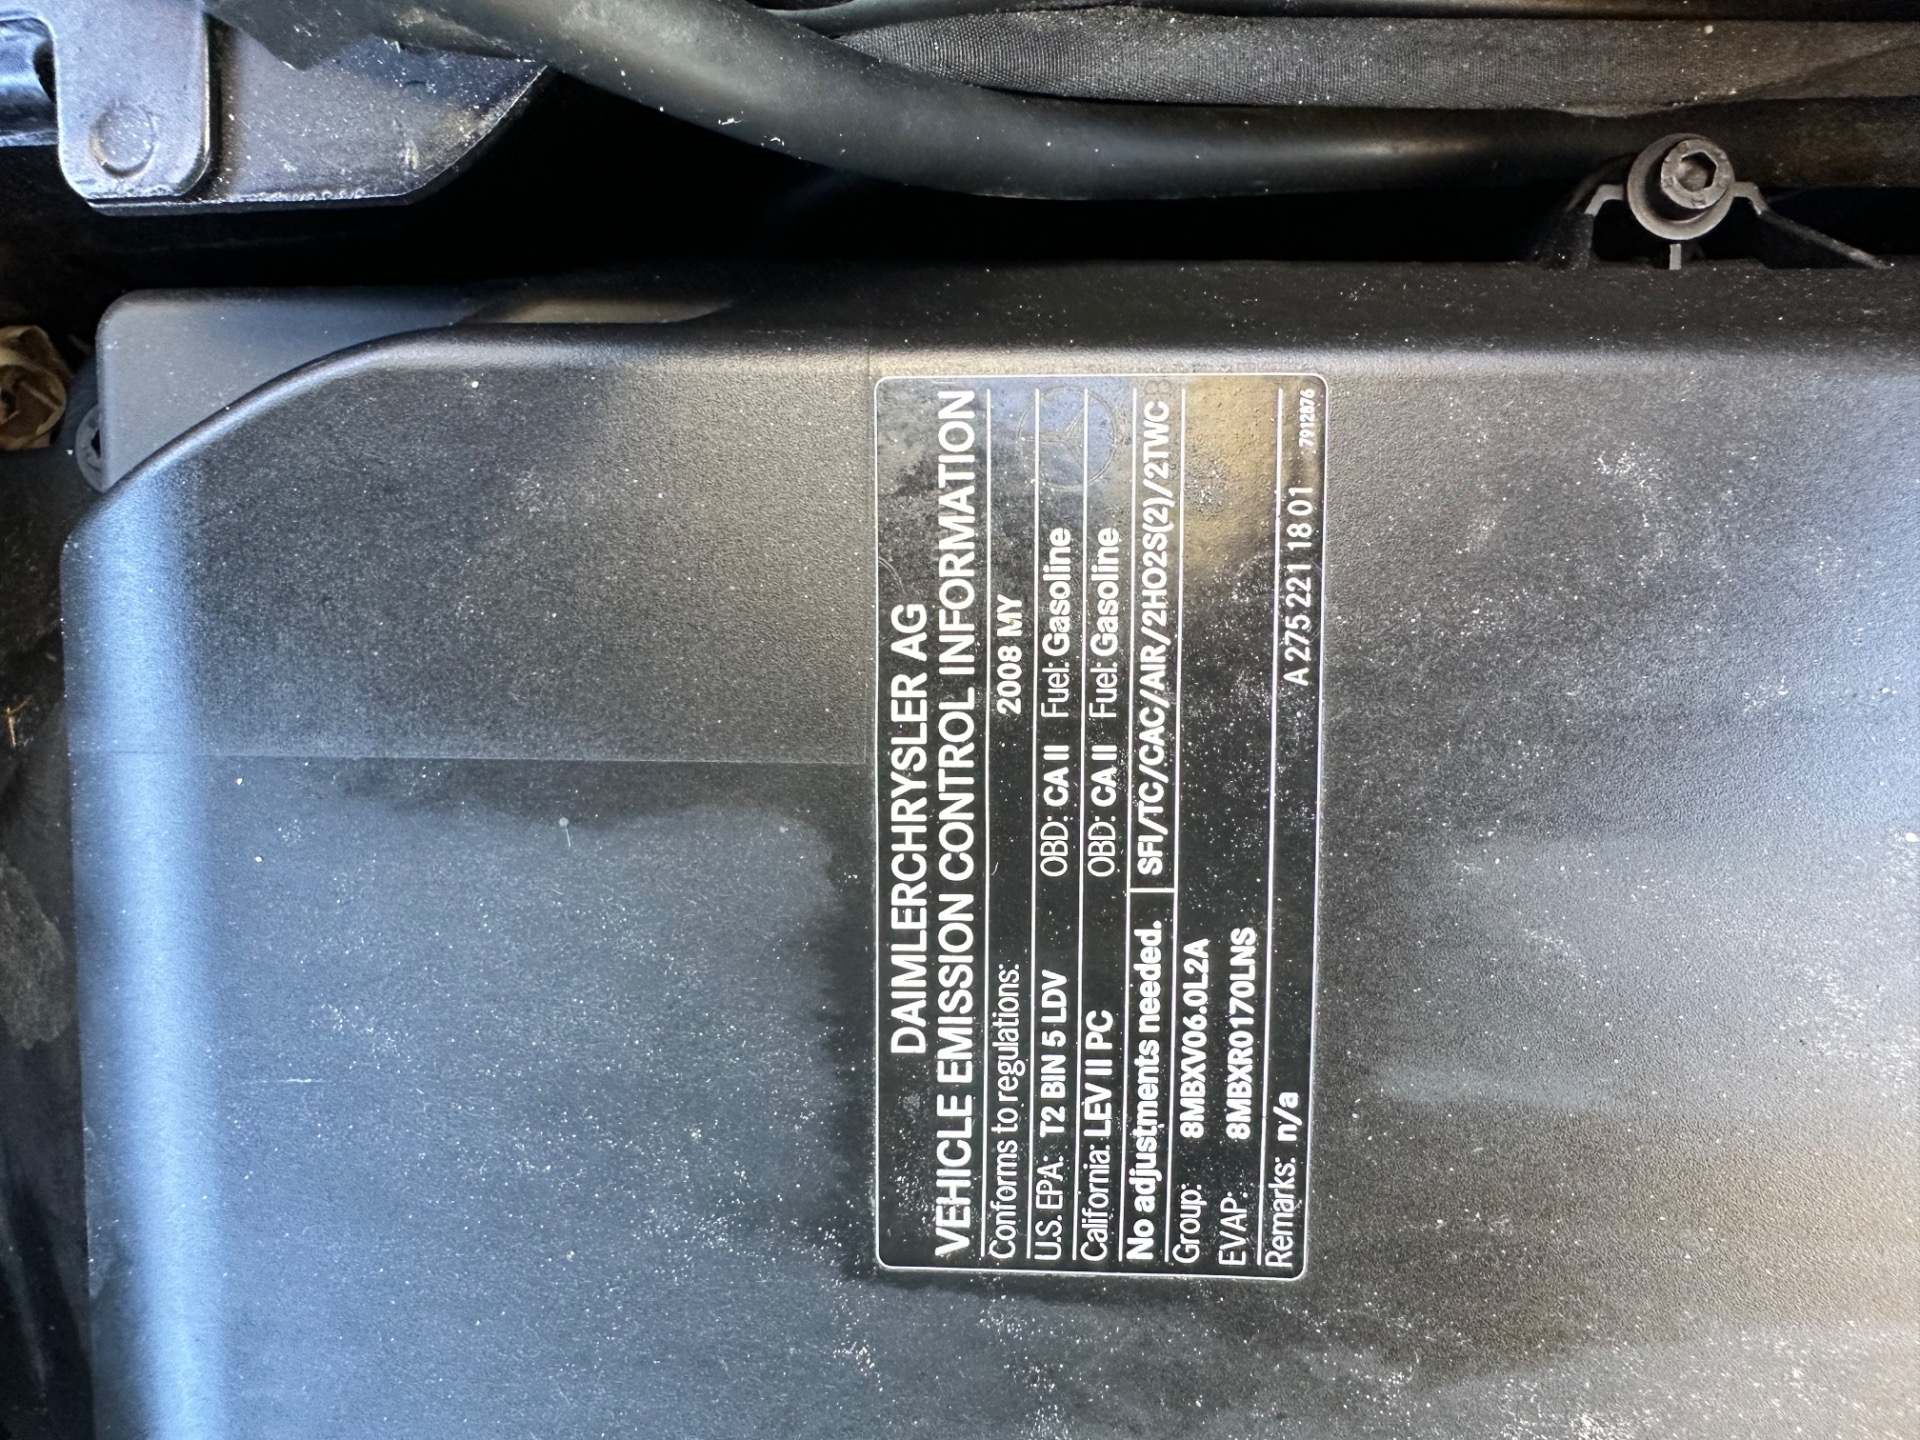 DAIMLERCHRYSLER AG
VEHICLE EMISSION CONTROL INFORMATION
Conforms to regulations: 2008 MY
U.S. EPA: T2 BIN 5 LDV OBD: CA II Fuel: Gasoline
California: LEV II PC OBD: CA II Fuel: Gasoline
No adjustments needed. SFI/TC/CAC/AIR/2HO2S(2)/2TWC
Group: 8MBXV06.0L2A
EVAP: 8MBXR0170LNS
Remarks: n/a A 275 221 18 01 7912876